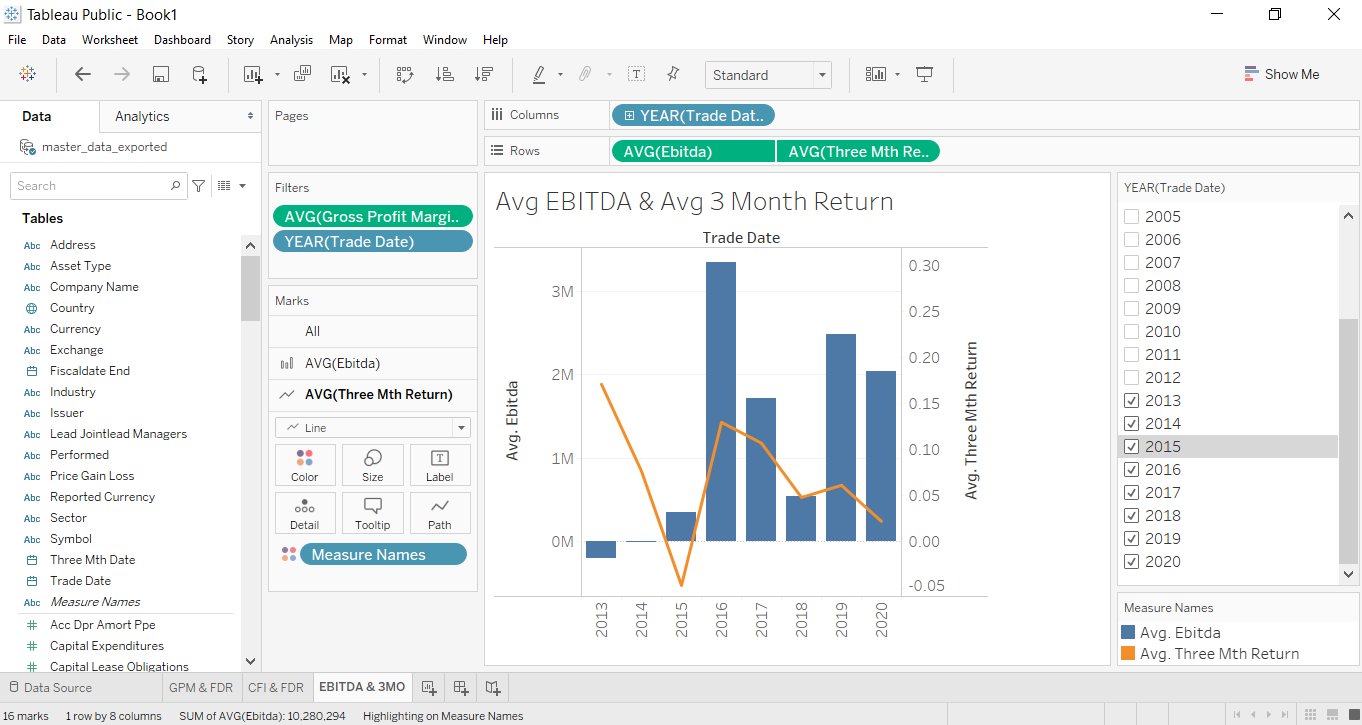 Tableau Public - Book1
File Data Worksheet Dashboard Story Analysis Map Format Window Help
Standard
Show Me
Data
Analytics
master_data_exported
Search
Tables
Abc Address
Abc Asset Type
Abc Company Name
Country
Abc Currency
Abc Exchange
Fiscaldate End
Abc Industry
Abc Issuer
Abc Lead Jointlead Managers
Abc Performed
Abc Price Gain Loss
Abc Reported Currency
Abc Sector
Abc Symbol
Three Mth Date
Trade Date
Abc Measure Names
# Acc Dpr Amort Ppe
# Capital Expenditures
# Capital Lease Obligations
Pages
Filters
AVG(Gross Profit Margi..
YEAR(Trade Date)
Marks
All
AVG(Ebitda)
AVG(Three Mth Return)
Line
Color
Size
T
Label
Detail
Tooltip
Path
Measure Names
Columns
YEAR(Trade Dat..
Rows
AVG(Ebitda)
AVG(Three Mth Re..
Avg EBITDA & Avg 3 Month Return
Trade Date
Avg. Ebitda
3M
2M
1M
0M
0.30
0.25
0.20
0.15
0.10
0.05
0.00
-0.05
Avg. Three Mth Return
2013
2014
2015
2016
2017
2018
2019
2020
YEAR(Trade Date)
2005
2006
2007
2008
2009
2010
2011
2012
2013
2014
2015
2016
2017
2018
2019
2020
Measure Names
Avg. Ebitda
Avg. Three Mth Return
Data Source
GPM & FDR
CFI & FDR
EBITDA & 3MO
16 marks 1 row by 8 columns SUM of AVG(Ebitda): 10,280,294 Highlighting on Measure Names